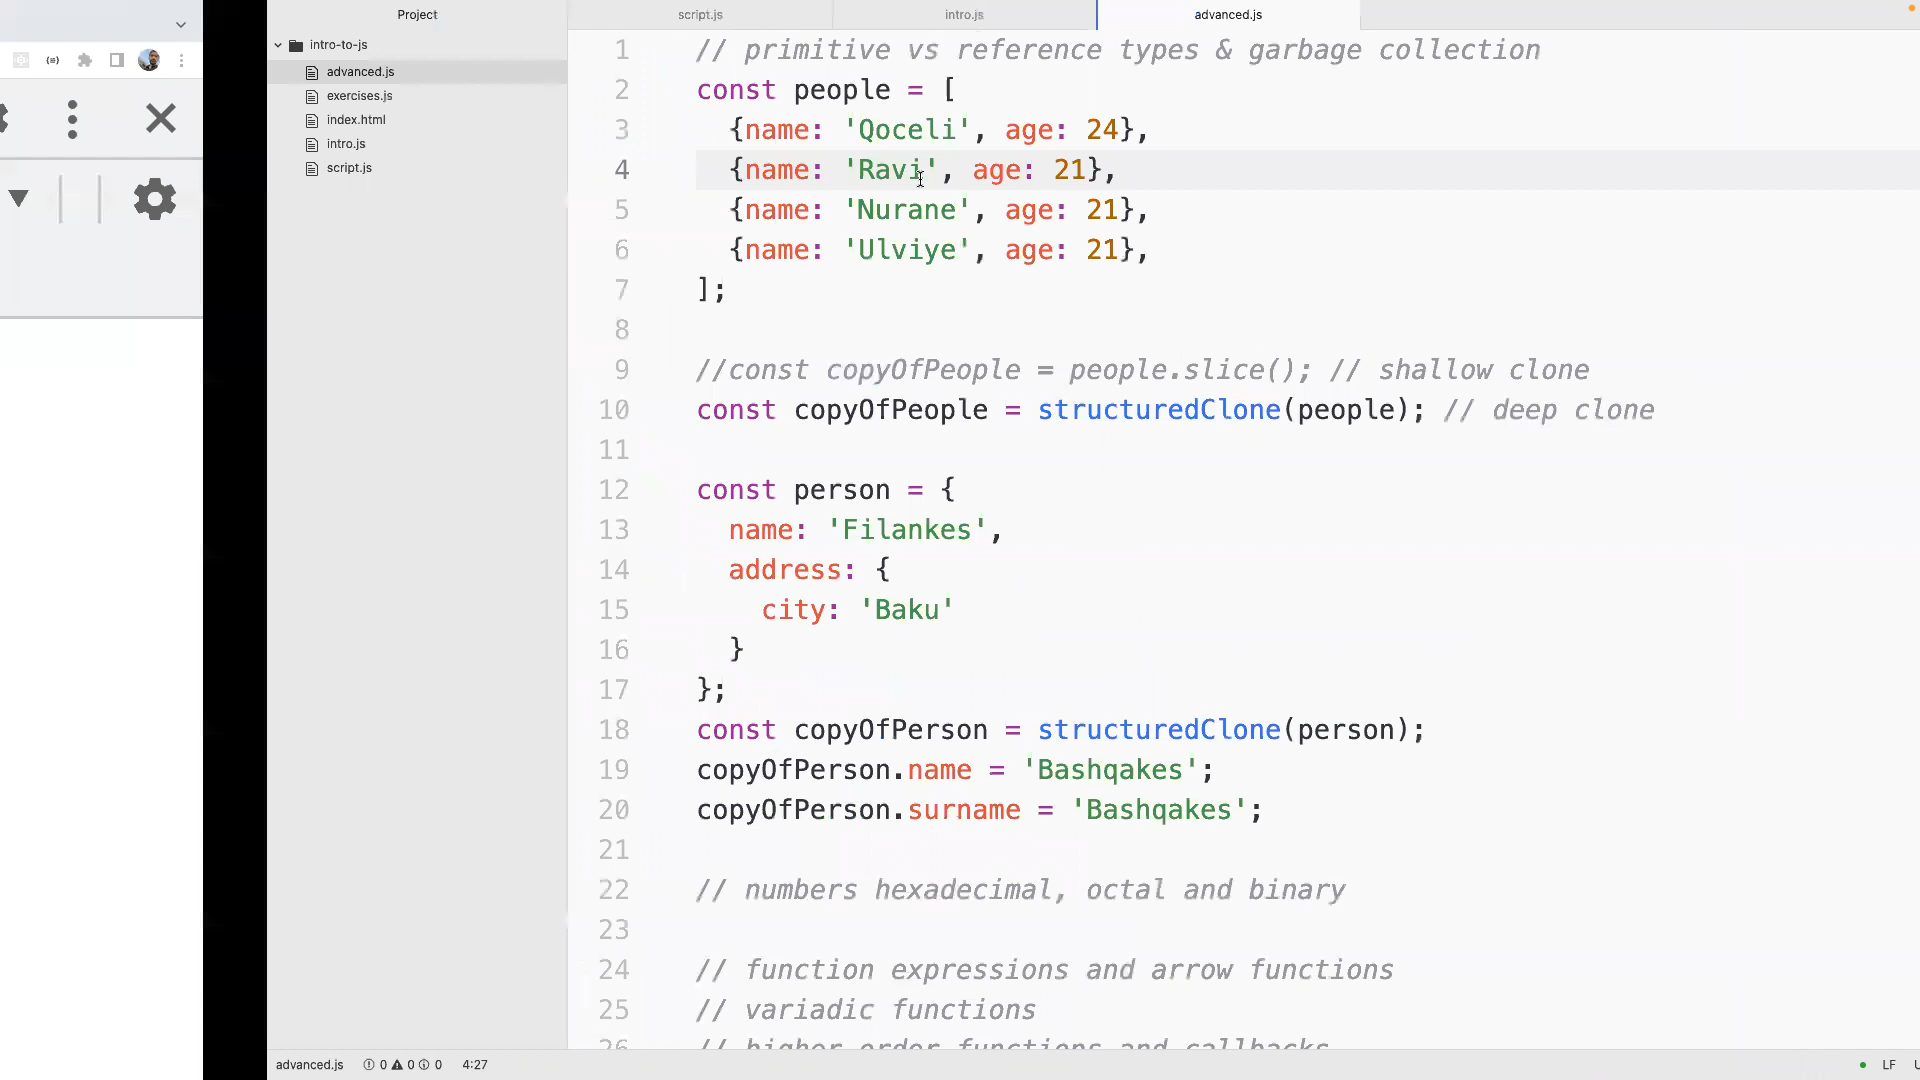 Project
script.js
intro.js
advanced.js
intro-to-js
advanced.js
exercises.js
index.html
intro.js
script.js
1 // primitive vs reference types & garbage collection
2 const people = [
3 {name: 'Qoceli', age: 24},
4 {name: 'Ravi', age: 21},
5 {name: 'Nurane', age: 21},
6 {name: 'Ulviye', age: 21},
7 ];
8
9 //const copyOfPeople = people.slice(); // shallow clone
10 const copyOfPeople = structuredClone(people); // deep clone
11
12 const person = {
13 name: 'Filankes',
14 address: {
15 city: 'Baku'
16 }
17 };
18 const copyOfPerson = structuredClone(person);
19 copyOfPerson.name = 'Bashqakes';
20 copyOfPerson.surname = 'Bashqakes';
21
22 // numbers hexadecimal, octal and binary
23
24 // function expressions and arrow functions
25 // variadic functions
26 // higher order functions and callbacks
advanced.js 0 0 0 4:27
LF